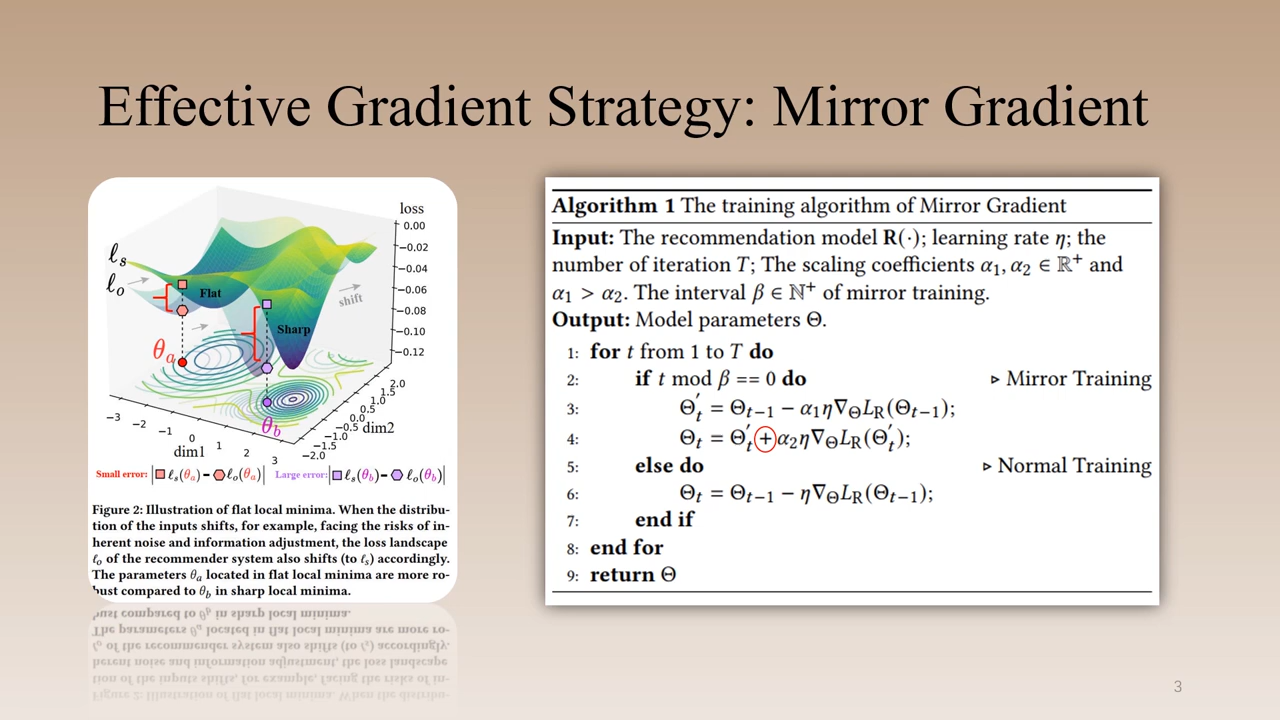 Effective Gradient Strategy: Mirror Gradient
loss
0.00
−0.02
−0.04
−0.06
−0.08
−0.10
−0.12
ℓs
ℓo
Flat
Sharp
shift
θa
θb
−3
−2
−1
0
1
2
3
dim1
−2.0
−1.5
−1.0
−0.5
0.0
0.5
1.0
1.5
2.0
dim2
Small error: | ℓs(θa) − ℓo(θa)| Large error: | ℓs(θb) − ℓo(θb)|
Figure 2: Illustration of flat local minima. When the distribu-
tion of the inputs shifts, for example, facing the risks of in-
herent noise and information adjustment, the loss landscape
ℓo of the recommender system also shifts (to ℓs) accordingly.
The parameters θa located in flat local minima are more ro-
bust compared to θb in sharp local minima.
Algorithm 1 The training algorithm of Mirror Gradient
Input: The recommendation model R(·); learning rate η; the
number of iteration T; The scaling coefficients α1, α2 ∈ ℝ+ and
α1 > α2. The interval β ∈ ℕ+ of mirror training.
Output: Model parameters Θ.
1: for t from 1 to T do
2: if t mod β == 0 do ▷ Mirror Training
3: Θ′t = Θt−1 − α1η∇ΘLR(Θt−1);
4: Θt = Θ′t + α2η∇ΘLR(Θ′t);
5: else do ▷ Normal Training
6: Θt = Θt−1 − η∇ΘLR(Θt−1);
7: end if
8: end for
9: return Θ
3